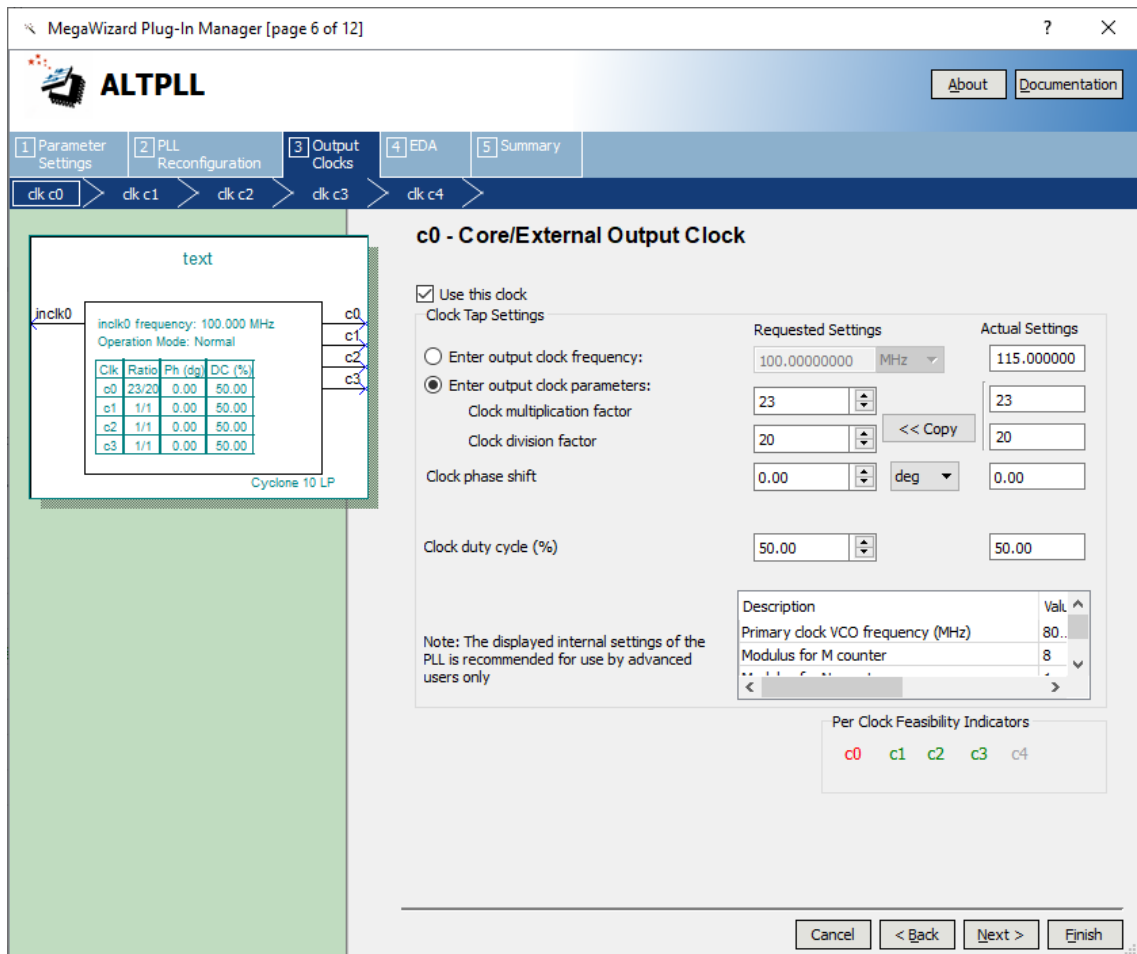 MegaWizard Plug-In Manager [page 6 of 12]
? 
ALTPLL
About
Documentation
1 Parameter Settings
2 PLL Reconfiguration
3 Output Clocks
4 EDA
5 Summary
clk c0
clk c1
clk c2
clk c3
clk c4
text
inclk0
inclk0 frequency: 100.000 MHz
Operation Mode: Normal
Clk Ratio Ph (dg) DC (%)
c0 23/20 0.00 50.00
c1 1/1 0.00 50.00
c2 1/1 0.00 50.00
c3 1/1 0.00 50.00
c0
c1
c2
c3
Cyclone 10 LP
c0 - Core/External Output Clock
Use this clock
Clock Tap Settings
Requested Settings
Actual Settings
Enter output clock frequency:
100.00000000
MHz
115.000000
Enter output clock parameters:
Clock multiplication factor
23
23
Clock division factor
20
<< Copy
20
Clock phase shift
0.00
deg
0.00
Clock duty cycle (%)
50.00
50.00
Note: The displayed internal settings of the
PLL is recommended for use by advanced
users only
Description Valu
Primary clock VCO frequency (MHz) 80...
Modulus for M counter 8
Per Clock Feasibility Indicators
c0 c1 c2 c3 c4
Cancel
< Back
Next >
Finish